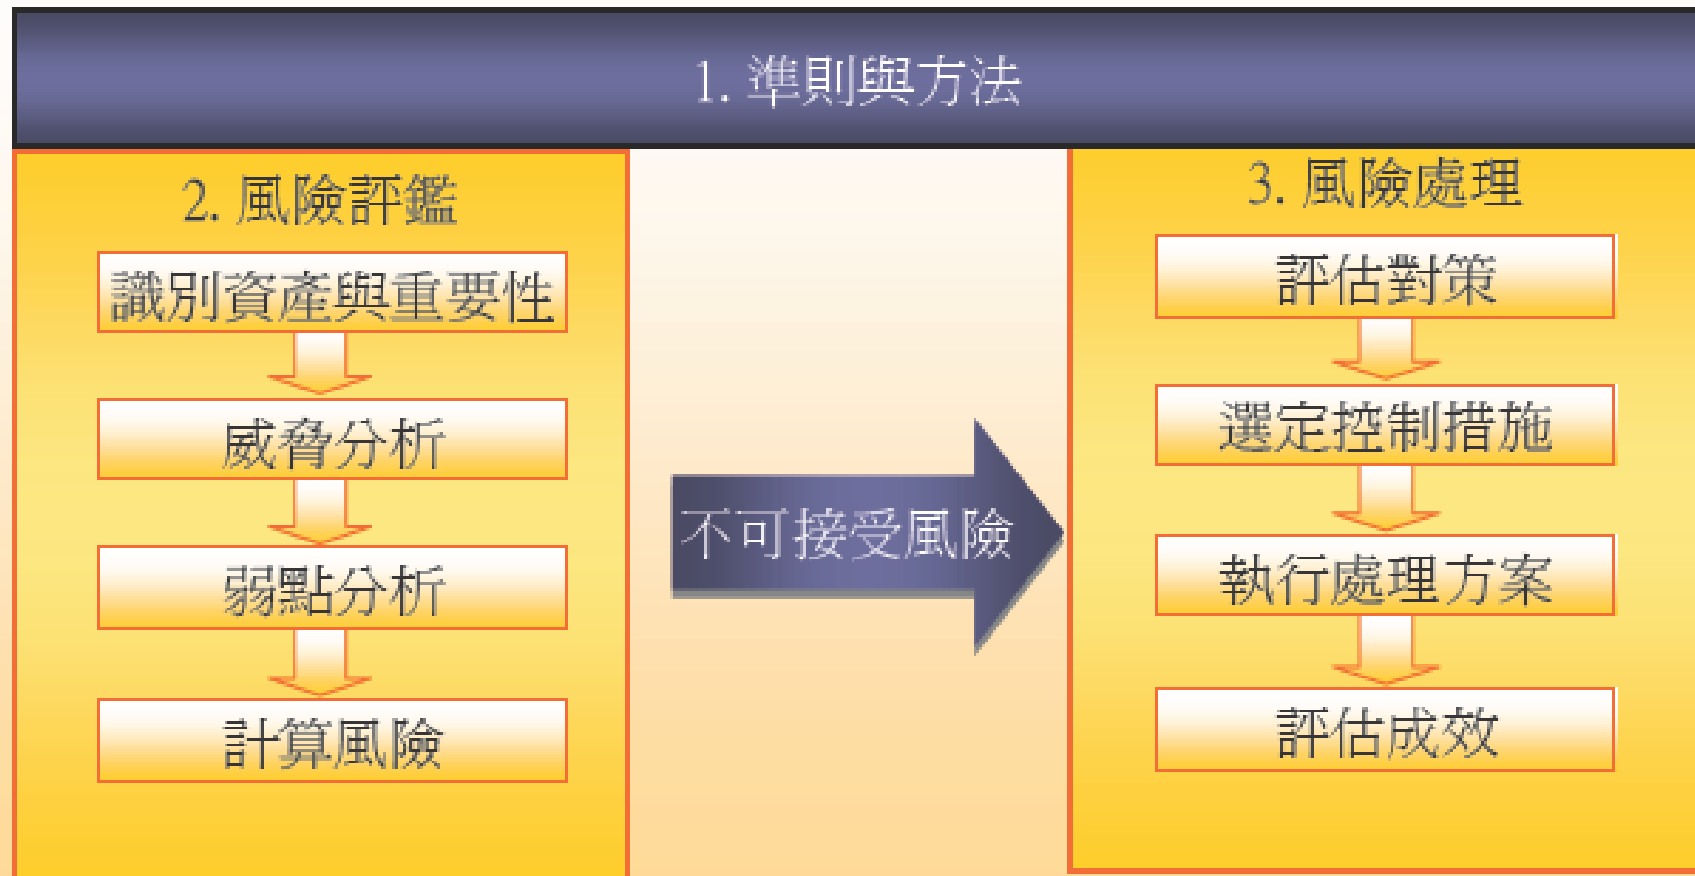 1. 準則與方法
2. 風險評鑑
識別資產與重要性
威脅分析
弱點分析
計算風險
不可接受風險
3. 風險處理
評估對策
選定控制措施
執行處理方案
評估成效